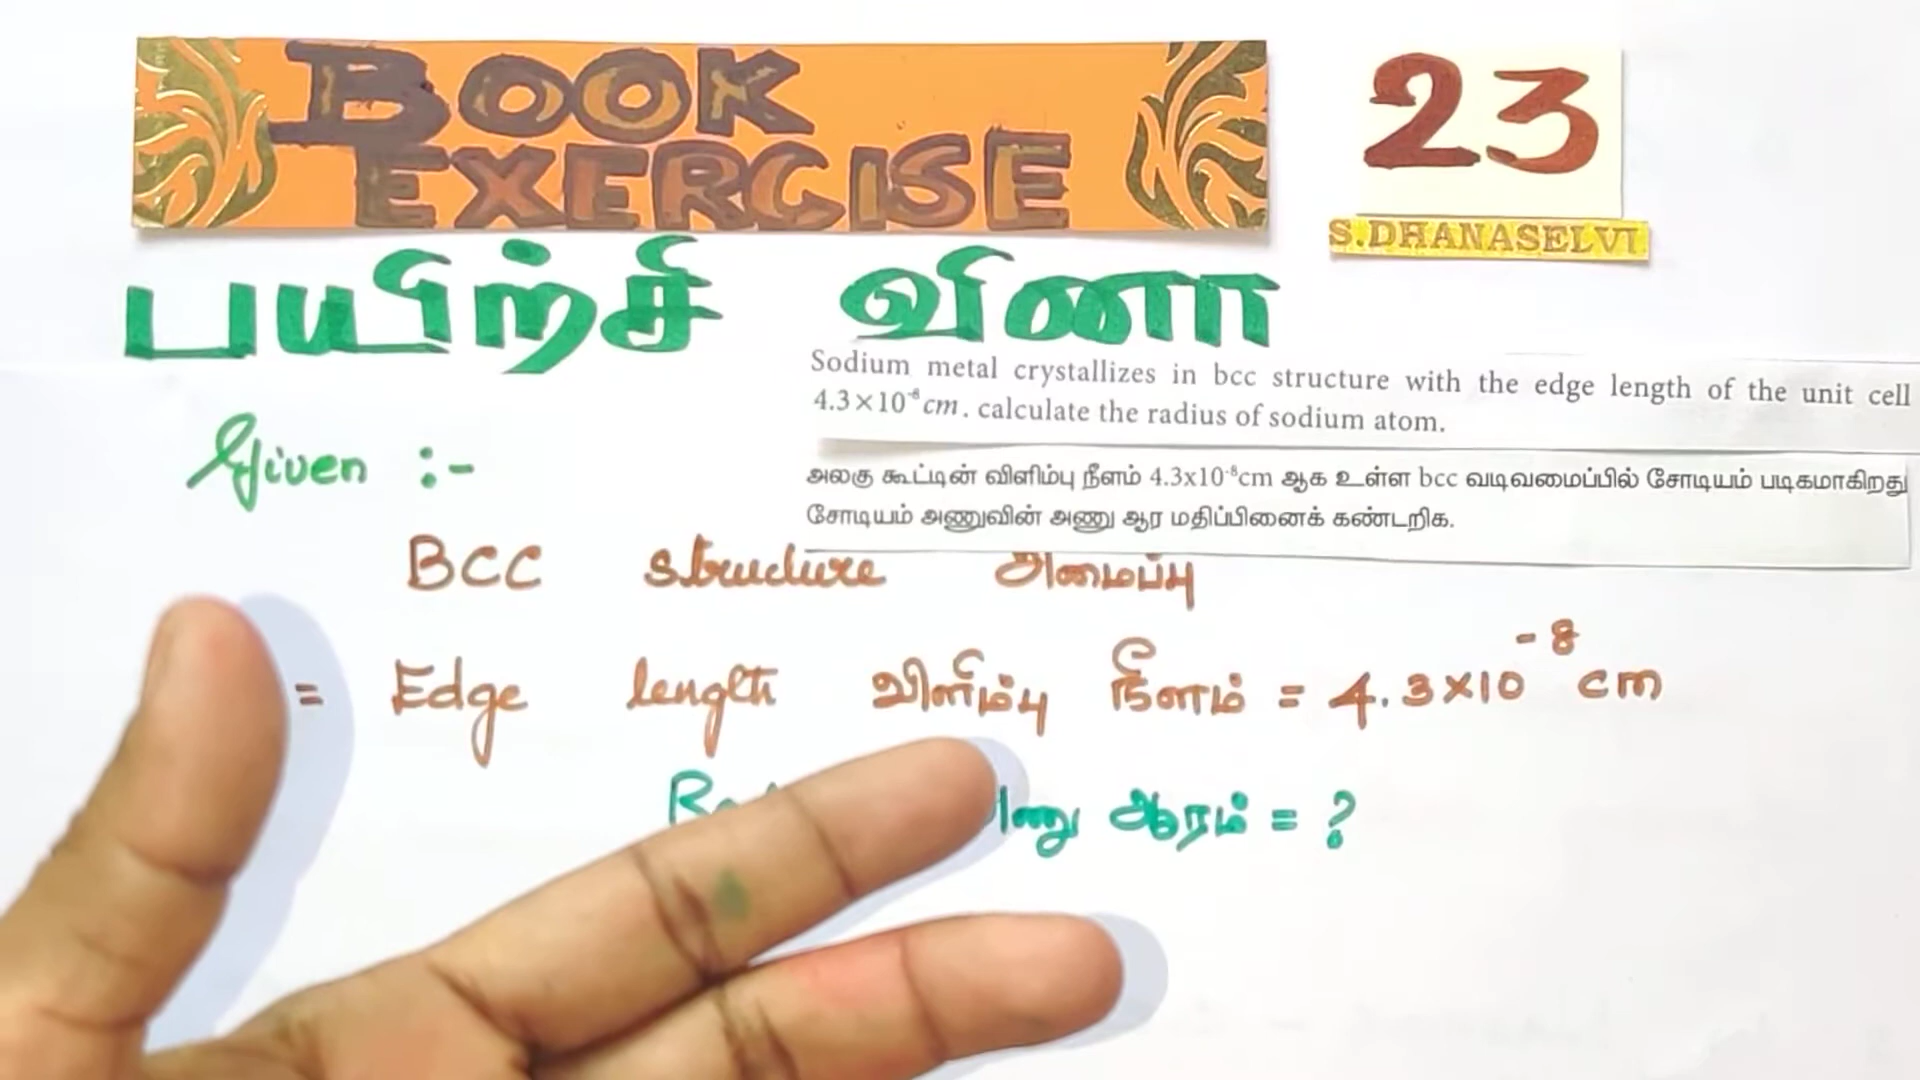 BOOK
EXERCISE
23
S.DHANASELVI
பயிற்சி வினா
Sodium metal crystallizes in bcc structure with the edge length of the unit cell
4.3×10⁻⁸cm. calculate the radius of sodium atom.
Given :-
அலகு கூட்டின் விளிம்பு நீளம் 4.3x10⁻⁸cm ஆக உள்ள bcc வடிவமைப்பில் சோடியம் படிகமாகிறது
சோடியம் அணுவின் அணு ஆர மதிப்பினைக் கண்டறிக.
BCC structure அமைப்பு
= Edge length விளிம்பு நீளம் = 4.3×10⁻⁸ cm
ஆரம் = ?